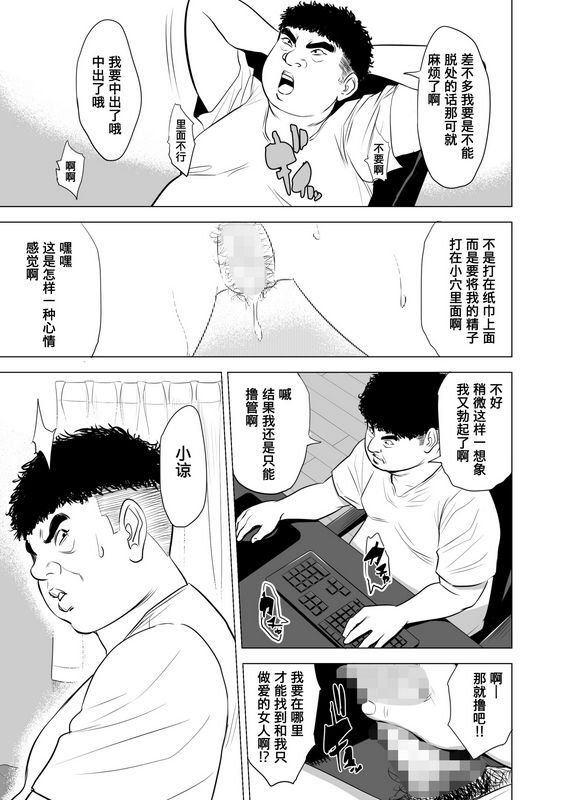 差不多我要是不能
脱处的话那可就
麻烦了啊
不要啊
里面不行
我要中出了哦
中出了哦
啊啊
不是打在纸巾上面
而是要将我的精子
打在小穴里面啊
嘿嘿
这是怎样一种心情
感觉啊
不好
稍微这样一想象
我又勃起了啊
嘁
结果我还是只能
撸管啊
小谅
啊—
那就撸吧!!
我要在哪里
才能找到和我只
做爱的女人啊!?